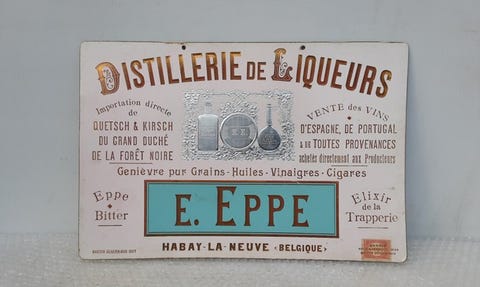 DISTILLERIE DE LIQUEURS
Importation directe
de
QUETSCH & KIRSCH
DU GRAND DUCHÉ
DE LA FORÊT NOIRE
E E
VENTE des VINS
D'ESPAGNE, DE PORTUGAL
& DE TOUTES PROVENANCES
achetés directement aux Producteurs
Genièvre pur Grains-Huiles-Vinaigres-Cigares
Eppe
Bitter
E. EPPE
Elixir
de la
Trapperie
HABAY-LA-NEUVE (BELGIQUE)